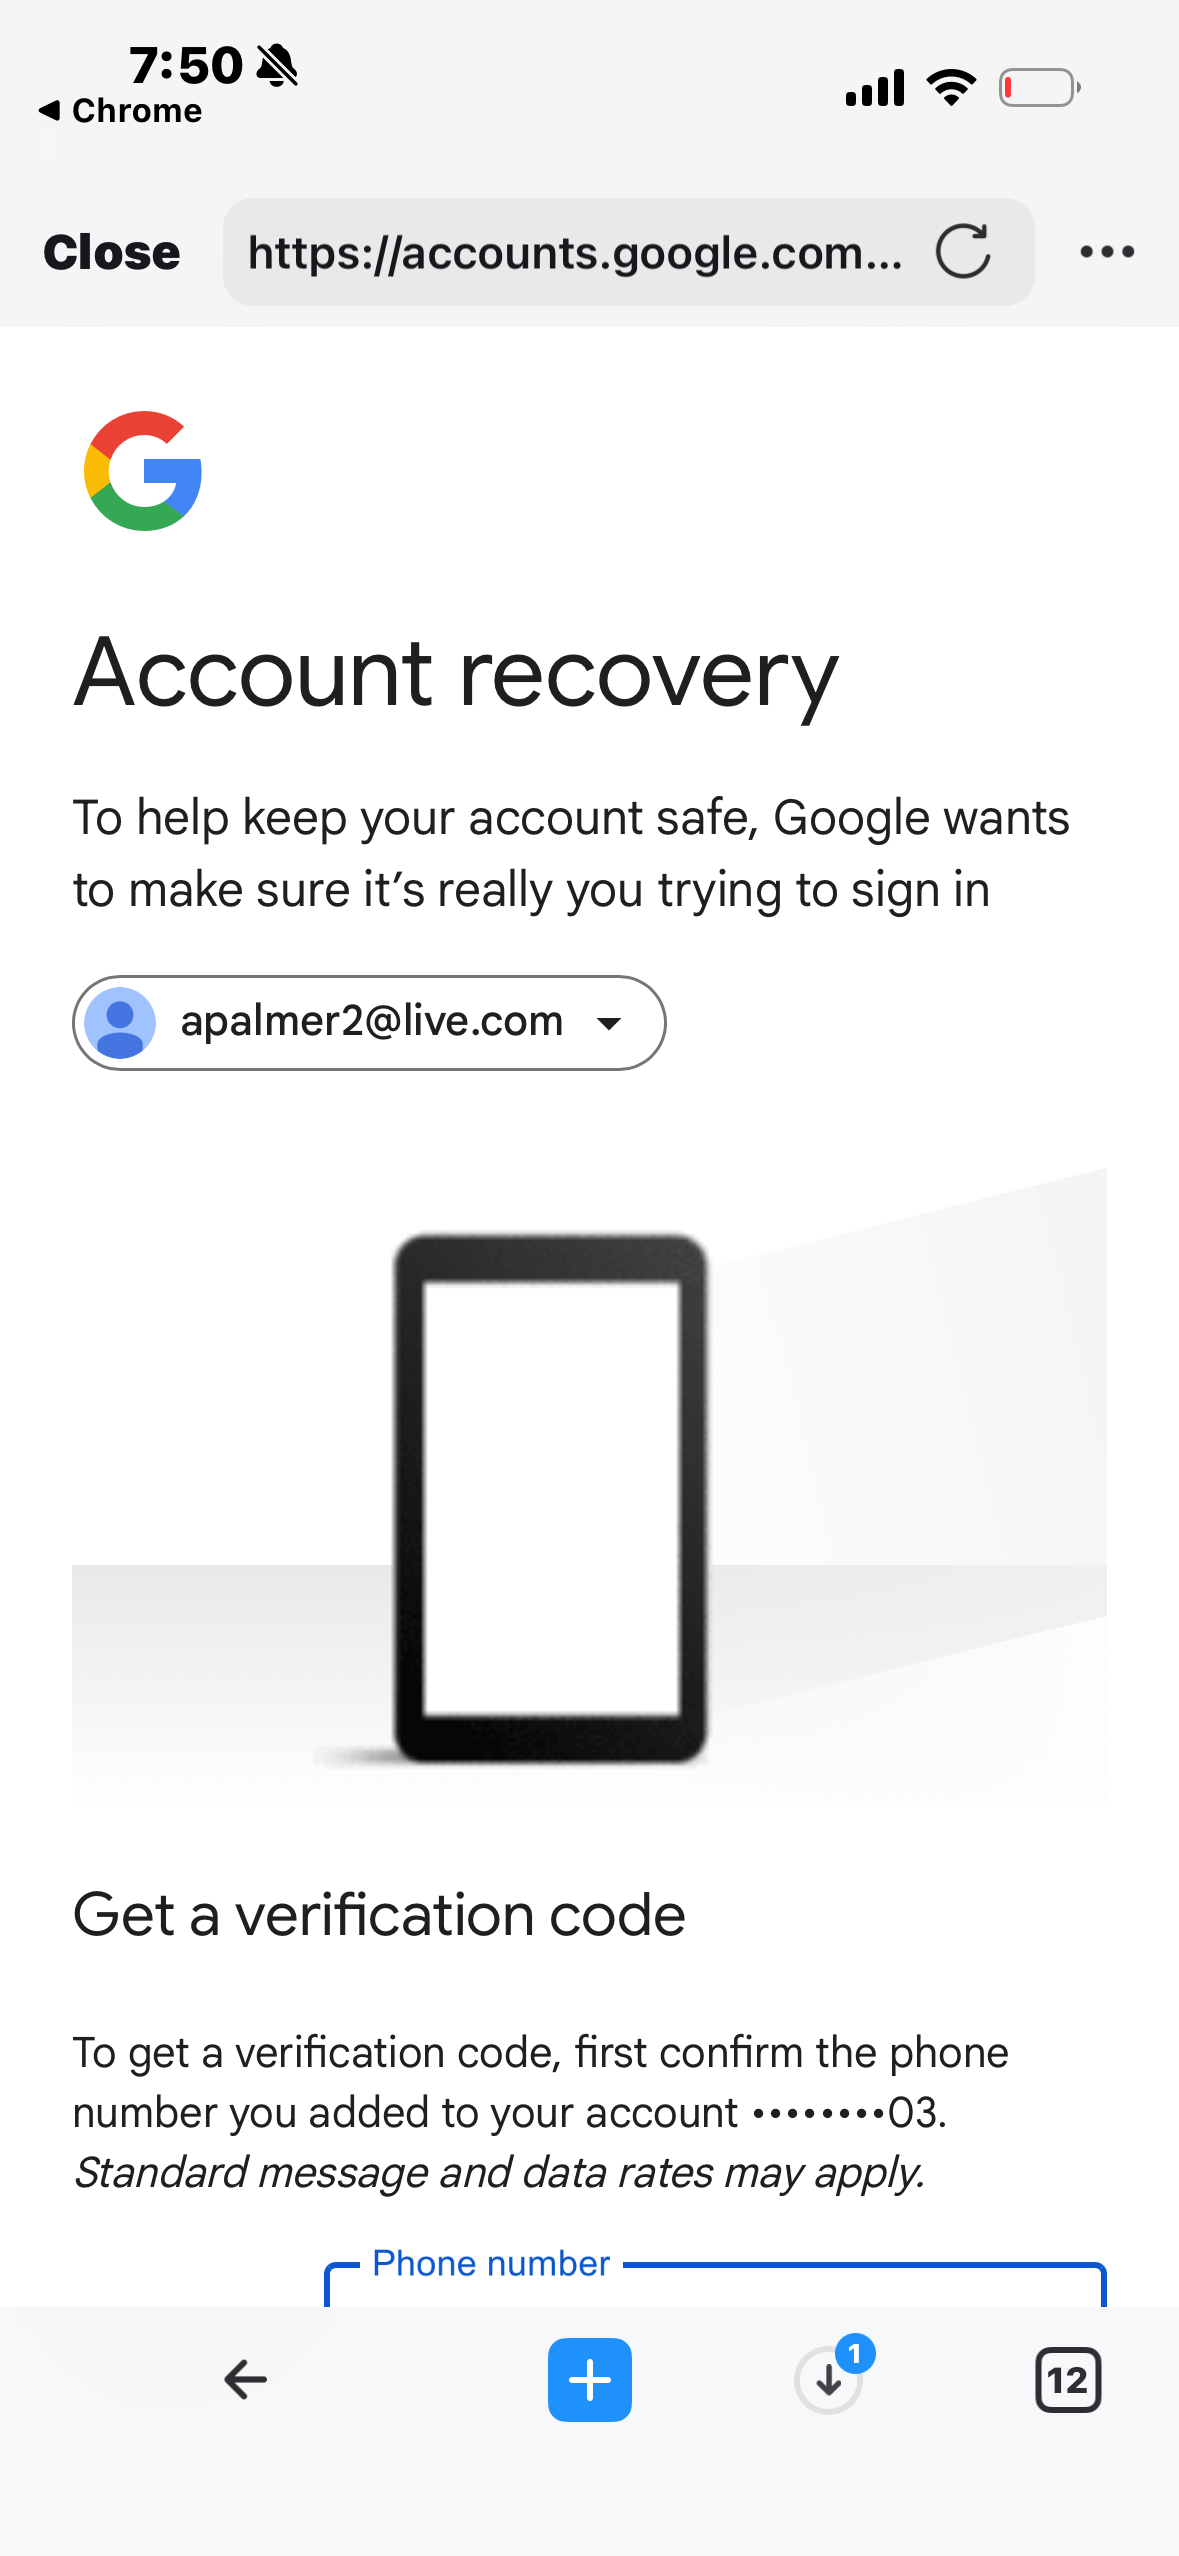 7:50
Chrome
Close
https://accounts.google.com...
Account recovery
To help keep your account safe, Google wants
to make sure it’s really you trying to sign in
apalmer2@live.com
Get a verification code
To get a verification code, first confirm the phone
number you added to your account ••••••••03.
Standard message and data rates may apply.
Phone number
1
12